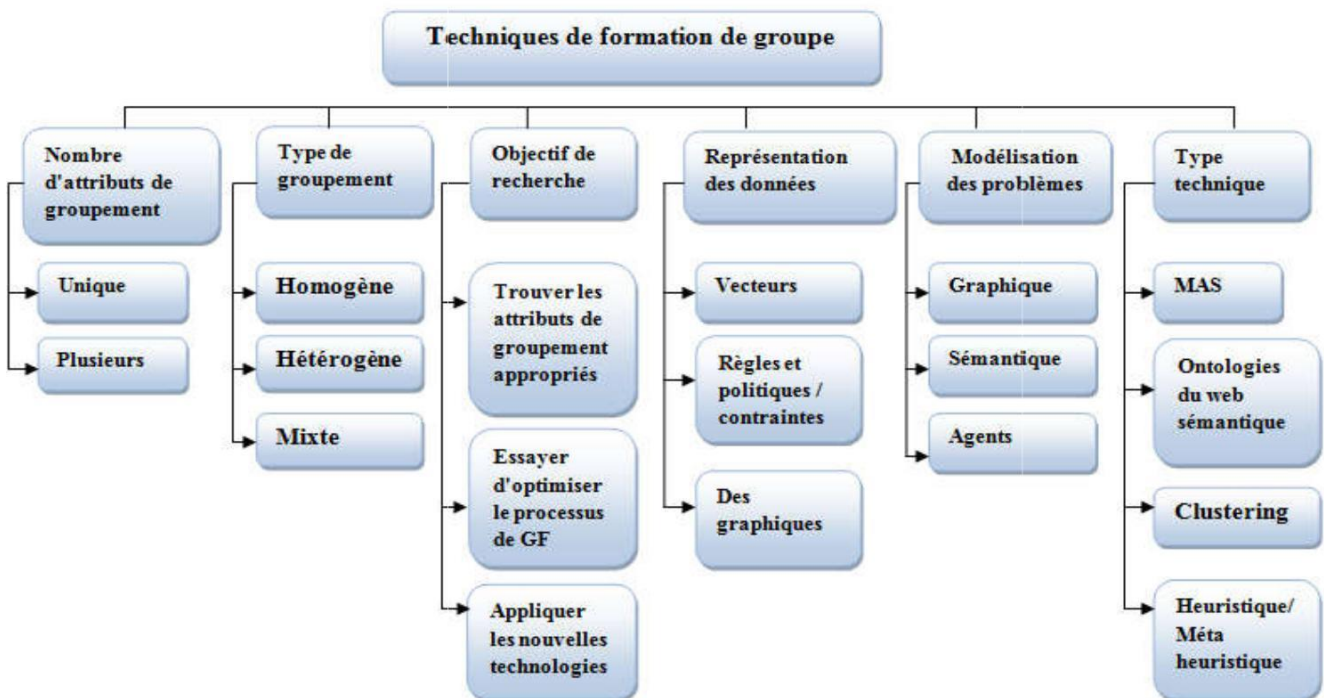 Techniques de formation de groupe
Nombre
d'attributs de
groupement
Unique
Plusieurs
Type de
groupement
Homogène
Hétérogène
Mixte
Objectif de
recherche
Trouver les
attributs de
groupement
appropriés
Essayer
d'optimiser
le processus
de GF
Appliquer
les nouvelles
technologies
Représentation
des données
Vecteurs
Règles et
politiques /
contraintes
Des
graphiques
Modélisation
des problèmes
Graphique
Sémantique
Agents
Type
technique
MAS
Ontologies
du web
sémantique
Clustering
Heuristique/
Méta
heuristique